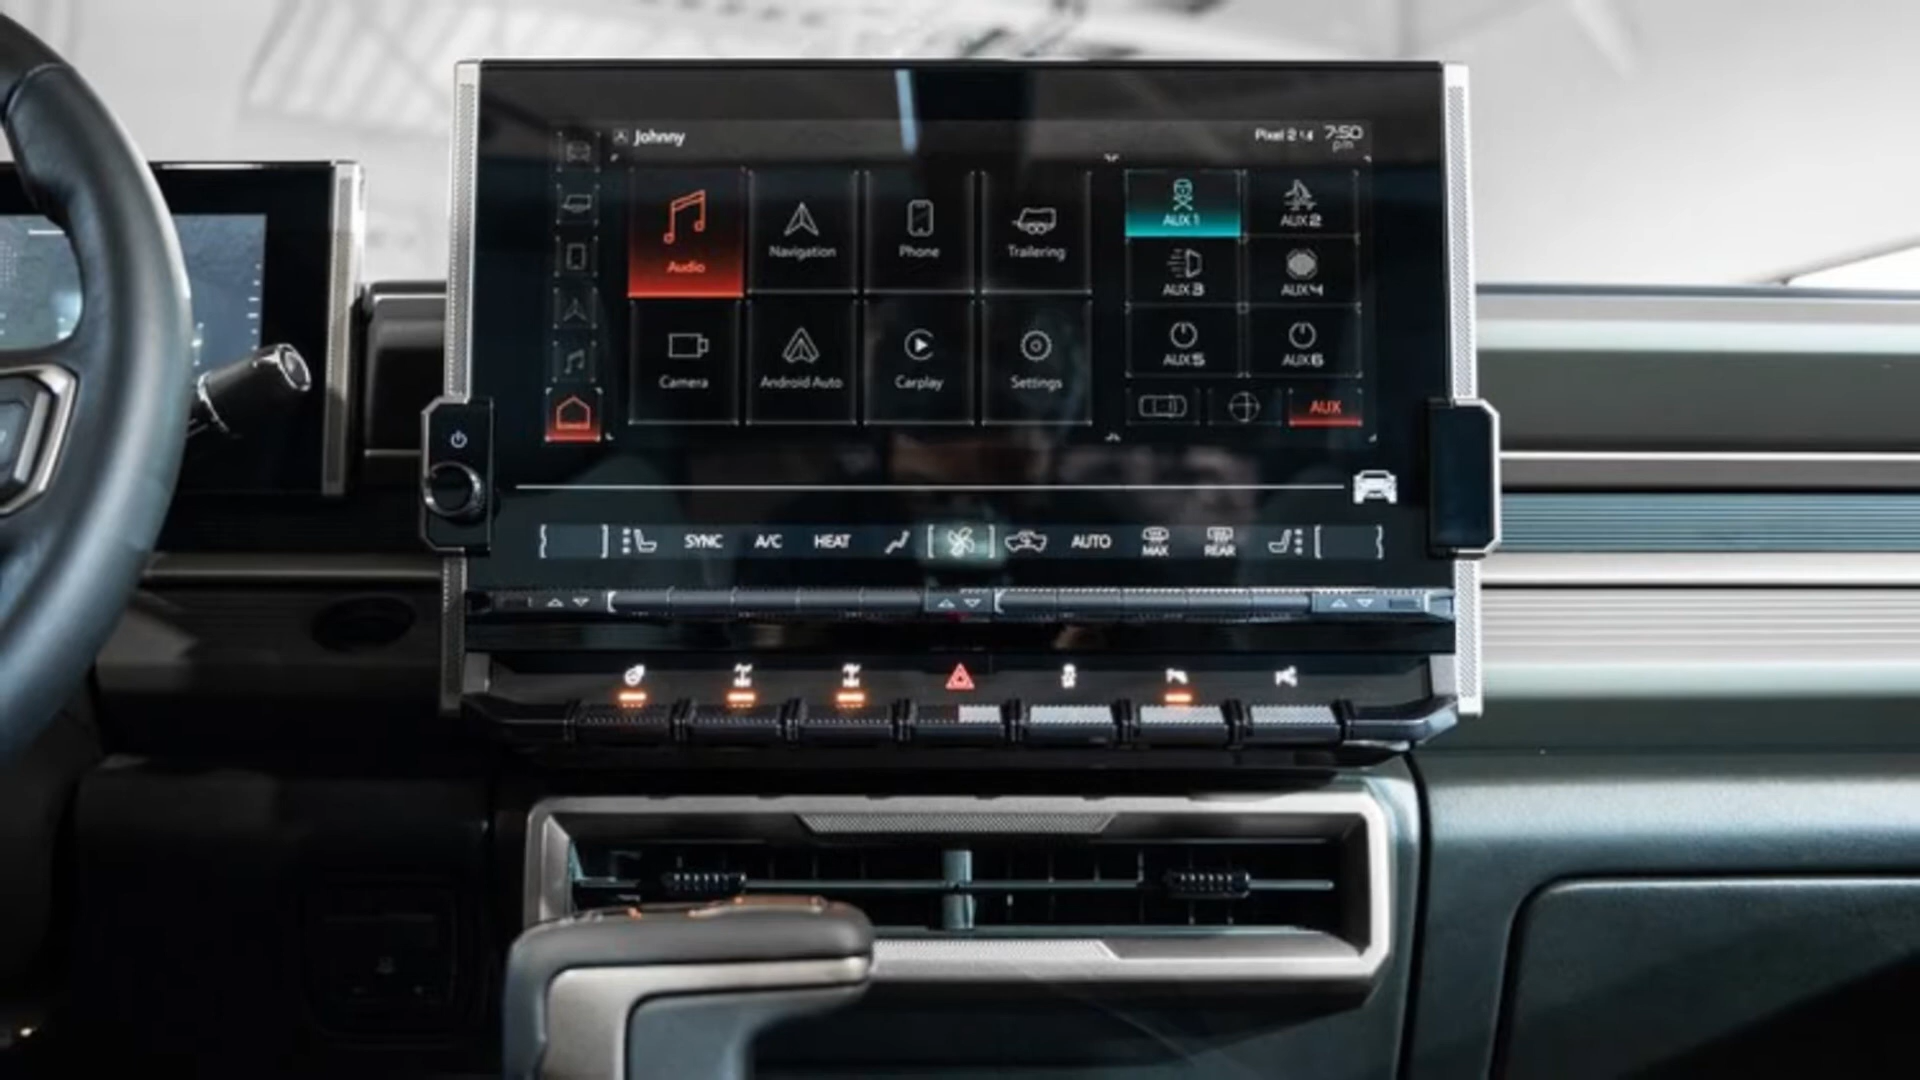 Johnny
Pixel 2
7:50
pm
Audio
Navigation
Phone
Trailering
AUX 1
AUX 2
AUX 3
AUX 4
Camera
Android Auto
Carplay
Settings
AUX 5
AUX 6
AUX
SYNC A/C HEAT AUTO MAX REAR